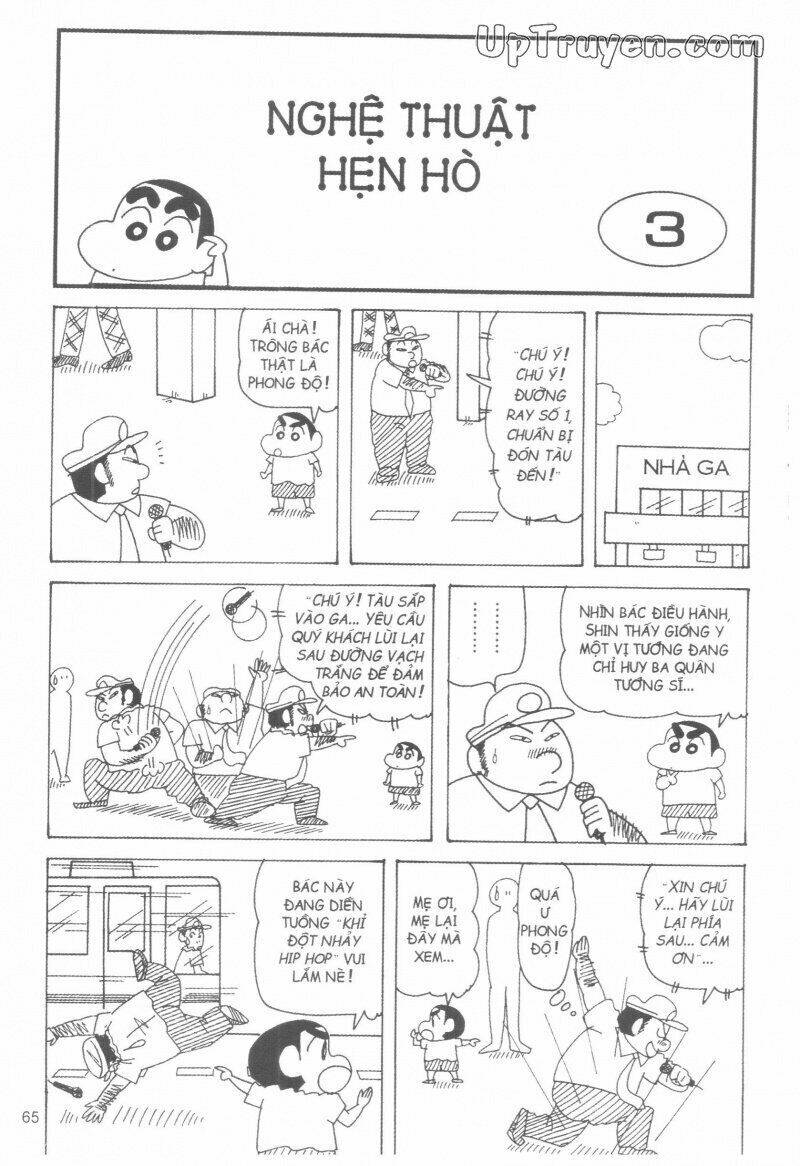 UpTruyen.com
NGHỆ THUẬT
HẸN HÒ
3
NHÀ GA
"CHÚ Ý!
CHÚ Ý!
ĐƯỜNG
RAY SỐ 1,
CHUẨN BỊ
ĐÓN TÀU
ĐẾN!"
ÁI CHÀ!
TRÔNG BÁC
THẬT LÀ
PHONG ĐỘ!
NHÌN BÁC ĐIỀU HÀNH,
SHIN THẤY GIỐNG Y
MỘT VỊ TƯỚNG ĐANG
CHỈ HUY BA QUÂN
TƯỚNG SĨ...
"CHÚ Ý! TÀU SẮP
VÀO GA... YÊU CẦU
QUÝ KHÁCH LÙI LẠI
SAU ĐƯỜNG VẠCH
TRẮNG ĐỂ ĐẢM
BẢO AN TOÀN!
"XIN CHÚ
Ý... HÃY LÙI
LẠI PHÍA
SAU... CẢM
ƠN"...
QUÁ
Ư
PHONG
ĐỘ!
MẸ ƠI,
MẸ LẠI
ĐÂY MÀ
XEM...
BÁC NÀY
ĐANG DIỄN
TUỒNG "KHỈ
ĐỘT NHẢY
HIP HOP" VUI
LẮM NÈ!
65